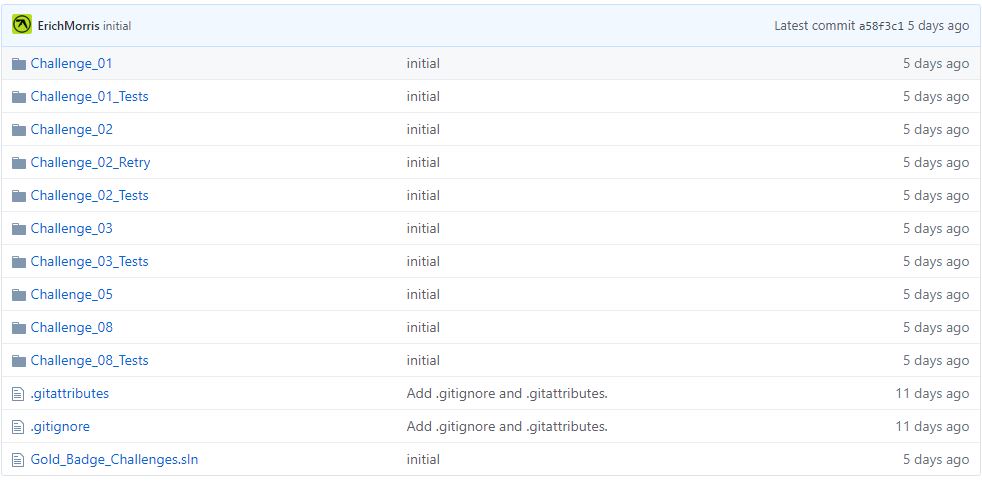 ErichMorris initial Latest commit a58f3c1 5 days ago
Challenge_01 initial 5 days ago
Challenge_01_Tests initial 5 days ago
Challenge_02 initial 5 days ago
Challenge_02_Retry initial 5 days ago
Challenge_02_Tests initial 5 days ago
Challenge_03 initial 5 days ago
Challenge_03_Tests initial 5 days ago
Challenge_05 initial 5 days ago
Challenge_08 initial 5 days ago
Challenge_08_Tests initial 5 days ago
.gitattributes Add .gitignore and .gitattributes. 11 days ago
.gitignore Add .gitignore and .gitattributes. 11 days ago
Gold_Badge_Challenges.sln initial 5 days ago